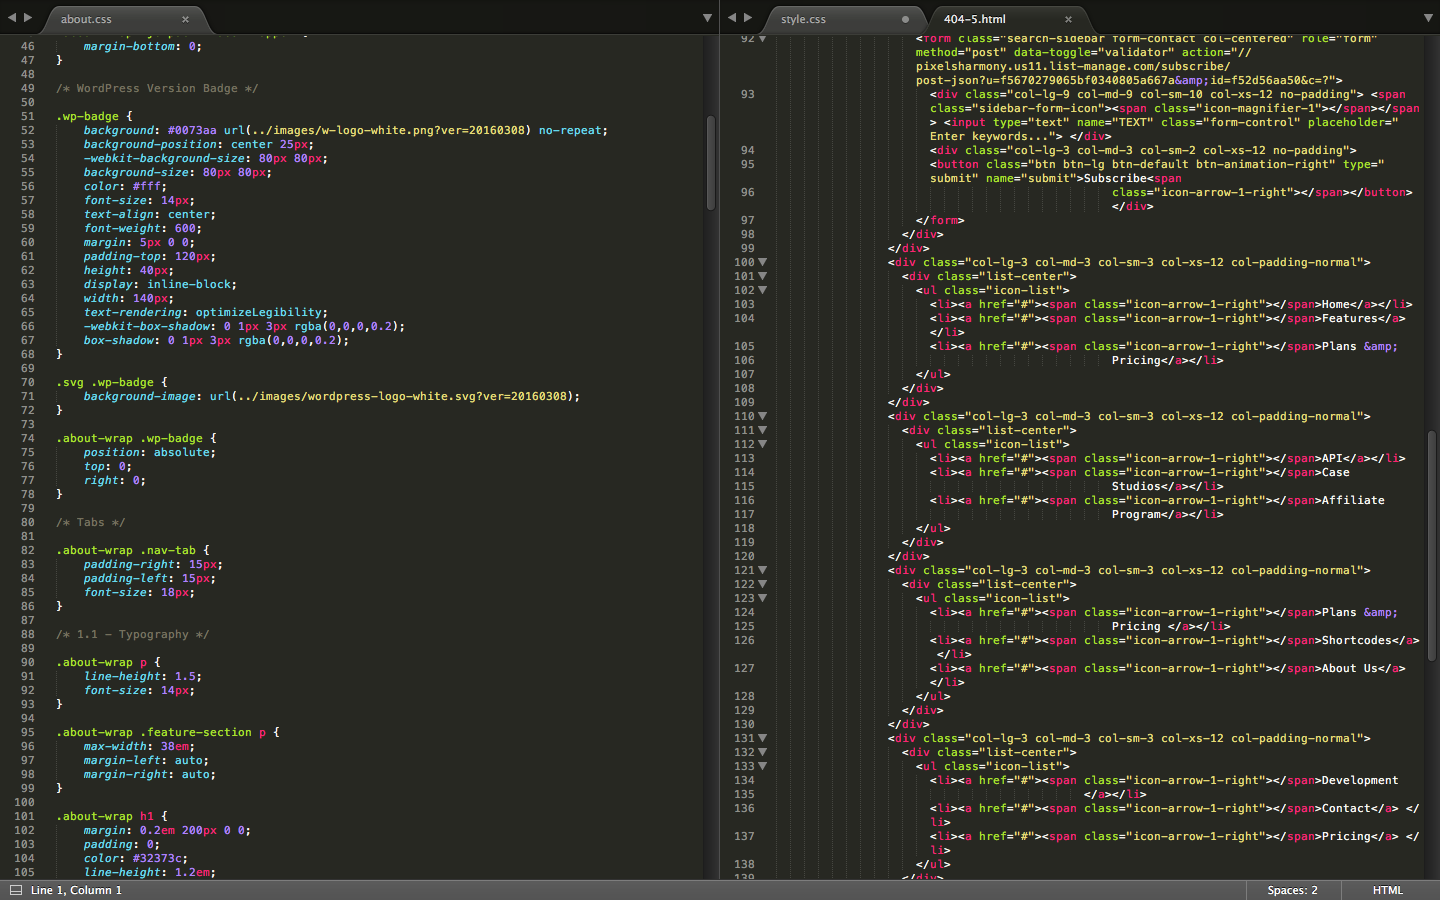 about.css
×
46 margin-bottom: 0;
47 }
48
49 /* WordPress Version Badge */
50
51 .wp-badge {
52 background: #0073aa url(../images/w-logo-white.png?ver=20160308) no-repeat;
53 background-position: center 25px;
54 -webkit-background-size: 80px 80px;
55 background-size: 80px 80px;
56 color: #fff;
57 font-size: 14px;
58 text-align: center;
59 font-weight: 600;
60 margin: 5px 0 0;
61 padding-top: 120px;
62 height: 40px;
63 display: inline-block;
64 width: 140px;
65 text-rendering: optimizeLegibility;
66 -webkit-box-shadow: 0 1px 3px rgba(0,0,0,0.2);
67 box-shadow: 0 1px 3px rgba(0,0,0,0.2);
68 }
69
70 .svg .wp-badge {
71 background-image: url(../images/wordpress-logo-white.svg?ver=20160308);
72 }
73
74 .about-wrap .wp-badge {
75 position: absolute;
76 top: 0;
77 right: 0;
78 }
79
80 /* Tabs */
81
82 .about-wrap .nav-tab {
83 padding-right: 15px;
84 padding-left: 15px;
85 font-size: 18px;
86 }
87
88 /* 1.1 - Typography */
89
90 .about-wrap p {
91 line-height: 1.5;
92 font-size: 14px;
93 }
94
95 .about-wrap .feature-section p {
96 max-width: 38em;
97 margin-left: auto;
98 margin-right: auto;
99 }
100
101 .about-wrap h1 {
102 margin: 0.2em 200px 0 0;
103 padding: 0;
104 color: #32373c;
105 line-height: 1.2em;
style.css
404-5.html
×
92 <form class="search-sidebar form-contact col-centered" role="form"
method="post" data-toggle="validator" action="//
pixelsharmony.us11.list-manage.com/subscribe/
post-json?u=f5670279065bf0340805a667a&amp;id=f52d56aa50&c=?">
93 <div class="col-lg-9 col-md-9 col-sm-10 col-xs-12 no-padding"> <span
class="sidebar-form-icon"><span class="icon-magnifier-1"></span></span
> <input type="text" name="TEXT" class="form-control" placeholder="
Enter keywords..."> </div>
94 <div class="col-lg-3 col-md-3 col-sm-2 col-xs-12 no-padding">
95 <button class="btn btn-lg btn-default btn-animation-right" type="
submit" name="submit">Subscribe<span
96 class="icon-arrow-1-right"></span></button>
</div>
97 </form>
98 </div>
99 </div>
100 <div class="col-lg-3 col-md-3 col-sm-3 col-xs-12 col-padding-normal">
101 <div class="list-center">
102 <ul class="icon-list">
103 <li><a href="#"><span class="icon-arrow-1-right"></span>Home</a></li>
104 <li><a href="#"><span class="icon-arrow-1-right"></span>Features</a>
</li>
105 <li><a href="#"><span class="icon-arrow-1-right"></span>Plans &amp;
106 Pricing</a></li>
107 </ul>
108 </div>
109 </div>
110 <div class="col-lg-3 col-md-3 col-sm-3 col-xs-12 col-padding-normal">
111 <div class="list-center">
112 <ul class="icon-list">
113 <li><a href="#"><span class="icon-arrow-1-right"></span>API</a></li>
114 <li><a href="#"><span class="icon-arrow-1-right"></span>Case
115 Studios</a></li>
116 <li><a href="#"><span class="icon-arrow-1-right"></span>Affiliate
117 Program</a></li>
118 </ul>
119 </div>
120 </div>
121 <div class="col-lg-3 col-md-3 col-sm-3 col-xs-12 col-padding-normal">
122 <div class="list-center">
123 <ul class="icon-list">
124 <li><a href="#"><span class="icon-arrow-1-right"></span>Plans &amp;
125 Pricing </a></li>
126 <li><a href="#"><span class="icon-arrow-1-right"></span>Shortcodes</a>
</li>
127 <li><a href="#"><span class="icon-arrow-1-right"></span>About Us</a>
</li>
128 </ul>
129 </div>
130 </div>
131 <div class="col-lg-3 col-md-3 col-sm-3 col-xs-12 col-padding-normal">
132 <div class="list-center">
133 <ul class="icon-list">
134 <li><a href="#"><span class="icon-arrow-1-right"></span>Development
135 </a></li>
136 <li><a href="#"><span class="icon-arrow-1-right"></span>Contact</a> </
li>
137 <li><a href="#"><span class="icon-arrow-1-right"></span>Pricing</a> </
li>
138 </ul>
139 </div>
Line 1, Column 1
Spaces: 2
HTML